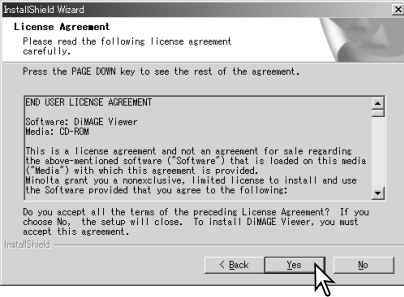 InstallShield Wizard
License Agreement
Please read the following license agreement
carefully.
Press the PAGE DOWN key to see the rest of the agreement.
END USER LICENSE AGREEMENT
Software: DiMAGE Viewer
Media: CD-ROM
This is a license agreement and not an agreement for sale regarding
the above-mentioned software ("Software") that is loaded on this media
("Media") with which this agreement is provided.
Minolta grant you a nonexclusive, limited license to install and use
the Software provided that you agree to the following:
Do you accept all the terms of the preceding License Agreement? If you
choose No, the setup will close. To install DiMAGE Viewer, you must
accept this agreement.
InstallShield
< Back Yes No